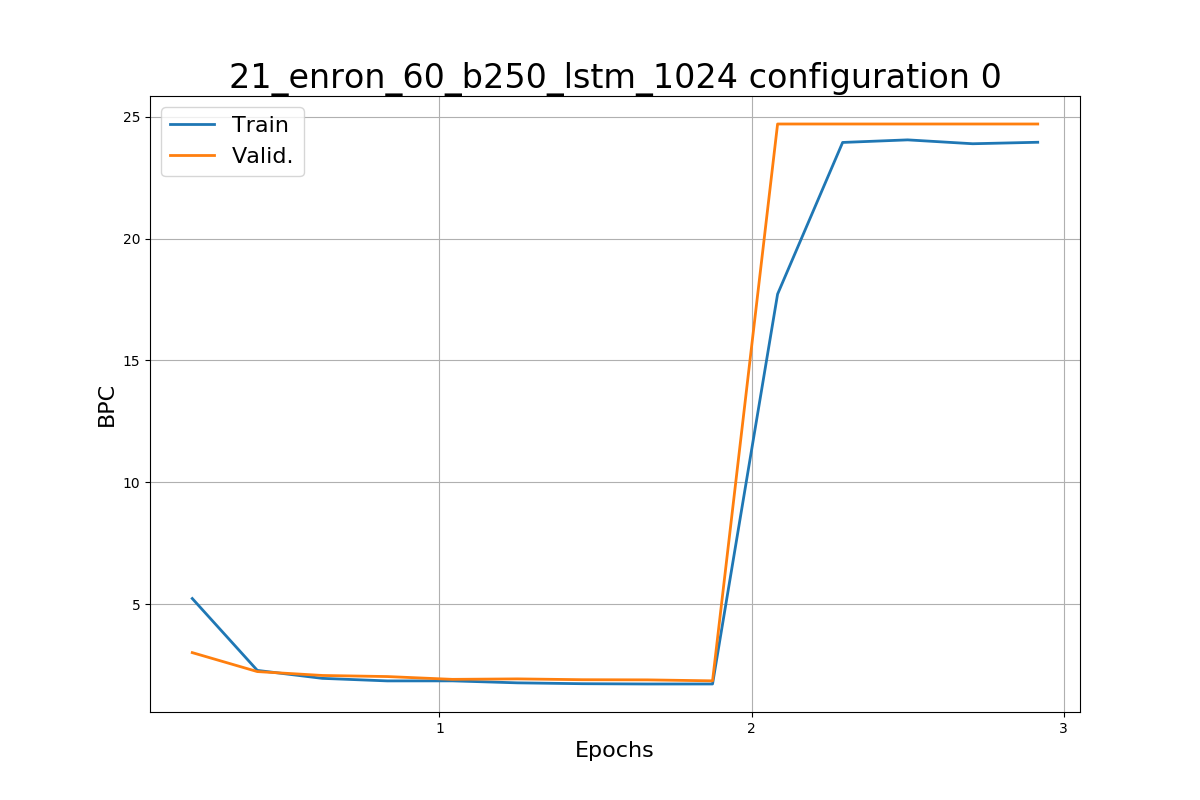 21_enron_60_b250_lstm_1024 configuration 0
Train
Valid.
25
20
15
10
5
BPC
1 2 3
Epochs